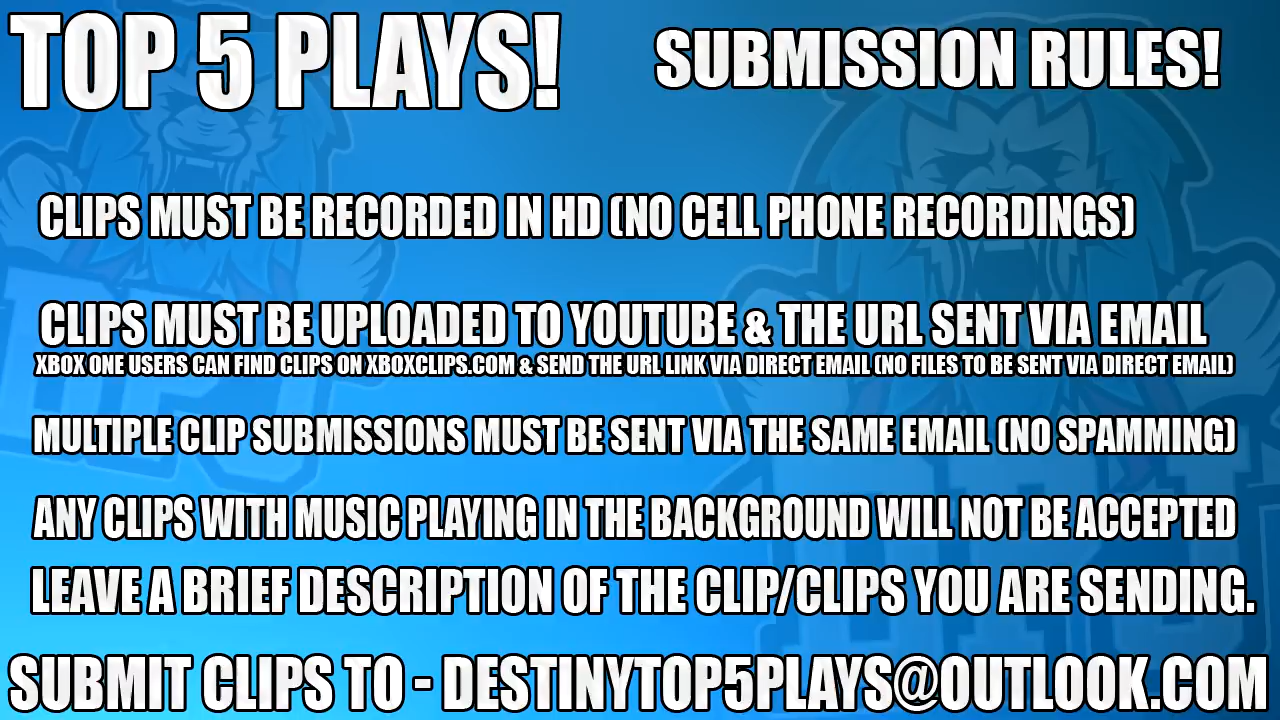 TOP 5 PLAYS!
SUBMISSION RULES!
CLIPS MUST BE RECORDED IN HD (NO CELL PHONE RECORDINGS)
CLIPS MUST BE UPLOADED TO YOUTUBE & THE URL SENT VIA EMAIL
XBOX ONE USERS CAN FIND CLIPS ON XBOXCLIPS.COM & SEND THE URL LINK VIA DIRECT EMAIL (NO FILES TO BE SENT VIA DIRECT EMAIL)
MULTIPLE CLIP SUBMISSIONS MUST BE SENT VIA THE SAME EMAIL (NO SPAMMING)
ANY CLIPS WITH MUSIC PLAYING IN THE BACKGROUND WILL NOT BE ACCEPTED
LEAVE A BRIEF DESCRIPTION OF THE CLIP/CLIPS YOU ARE SENDING.
SUBMIT CLIPS TO - DESTINYTOP5PLAYS@OUTLOOK.COM